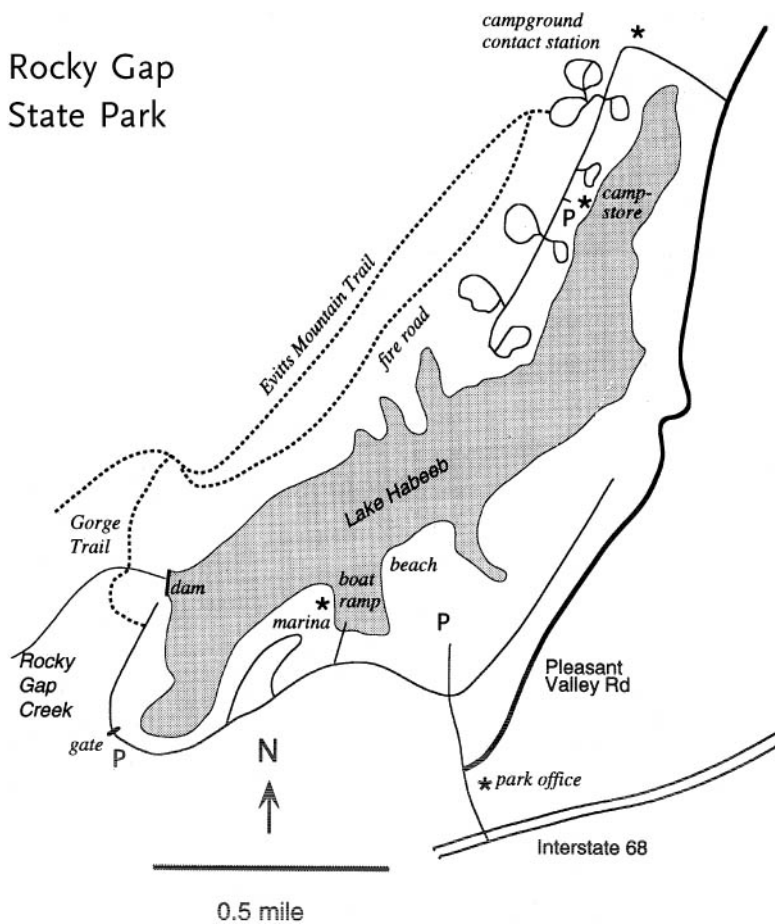 Rocky Gap
State Park
campground
contact station
*
camp-
store
*
P
Evitts Mountain Trail
fire road
Lake Habeeb
Gorge
Trail
dam
beach
boat
ramp
*
marina
P
Rocky
Gap
Creek
Pleasant
Valley Rd
gate
P
N
* park office
Interstate 68
0.5 mile